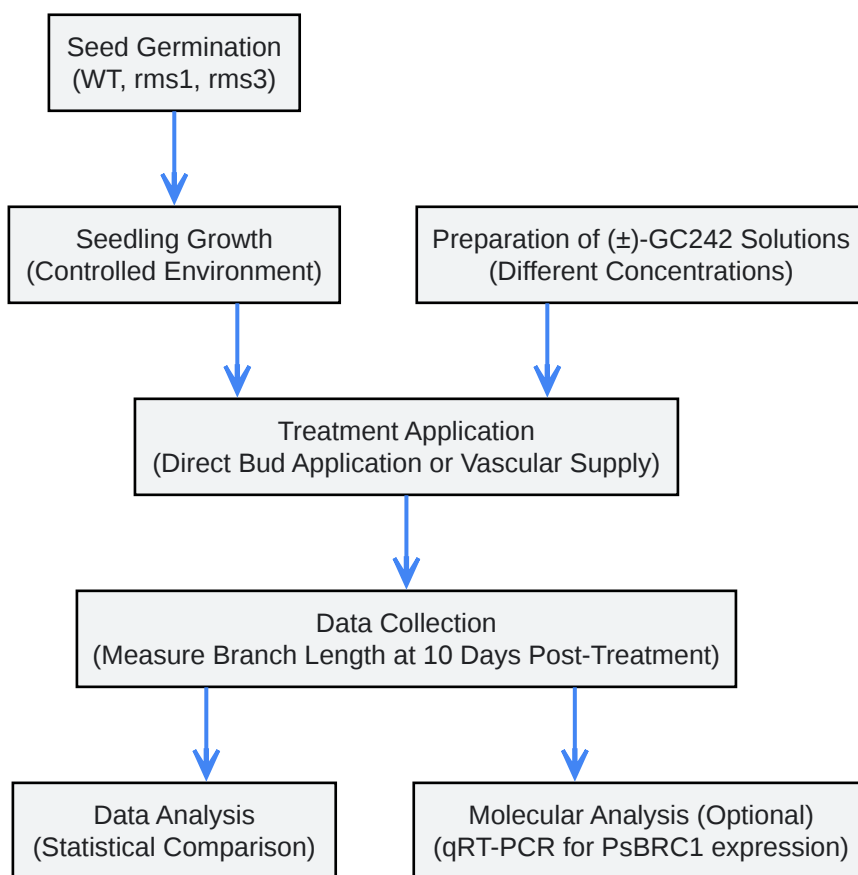 Seed Germination
(WT, rms1, rms3)
Seedling Growth
(Controlled Environment)
Preparation of (±)-GC242 Solutions
(Different Concentrations)
Treatment Application
(Direct Bud Application or Vascular Supply)
Data Collection
(Measure Branch Length at 10 Days Post-Treatment)
Data Analysis
(Statistical Comparison)
Molecular Analysis (Optional)
(qRT-PCR for PsBRC1 expression)